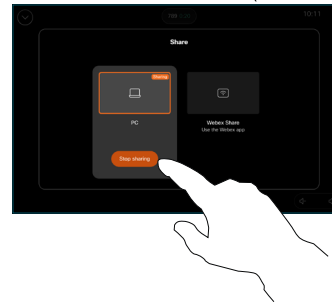 10:11
Share
Sharing
PC
Webex Share
Use the Webex app
Stop sharing